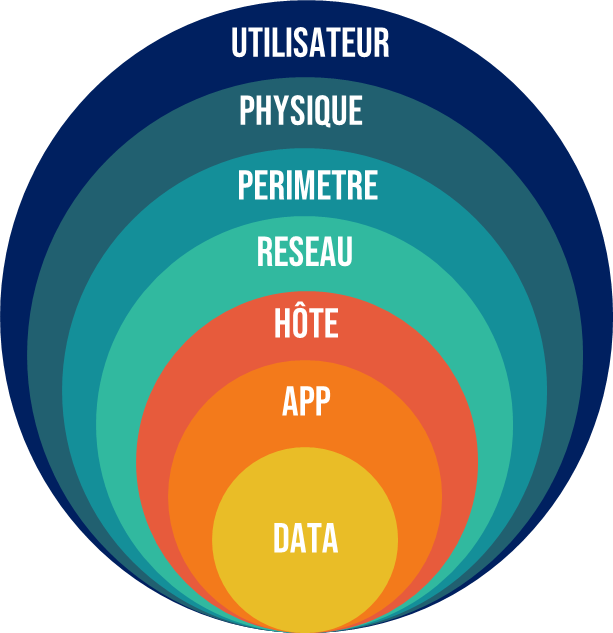 UTILISATEUR
PHYSIQUE
PERIMETRE
RESEAU
HÔTE
APP
DATA